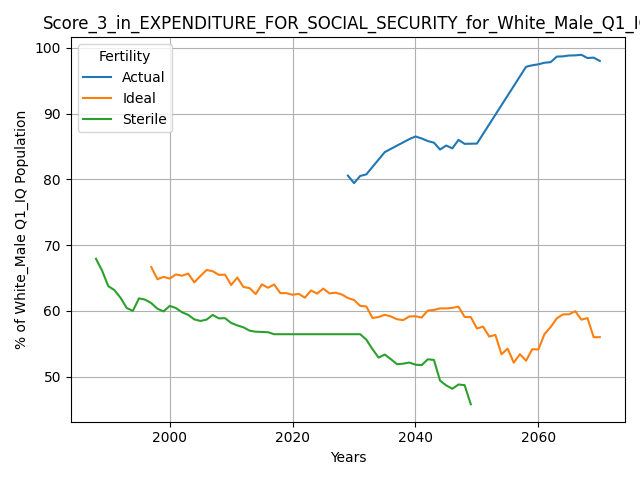 Score_3_in_EXPENDITURE_FOR_SOCIAL_SECURITY_for_White_Male_Q1_IQ
Fertility
Actual
Ideal
Sterile
% of White_Male Q1_IQ Population
100
90
80
70
60
50
2000
2020
2040
2060
Years